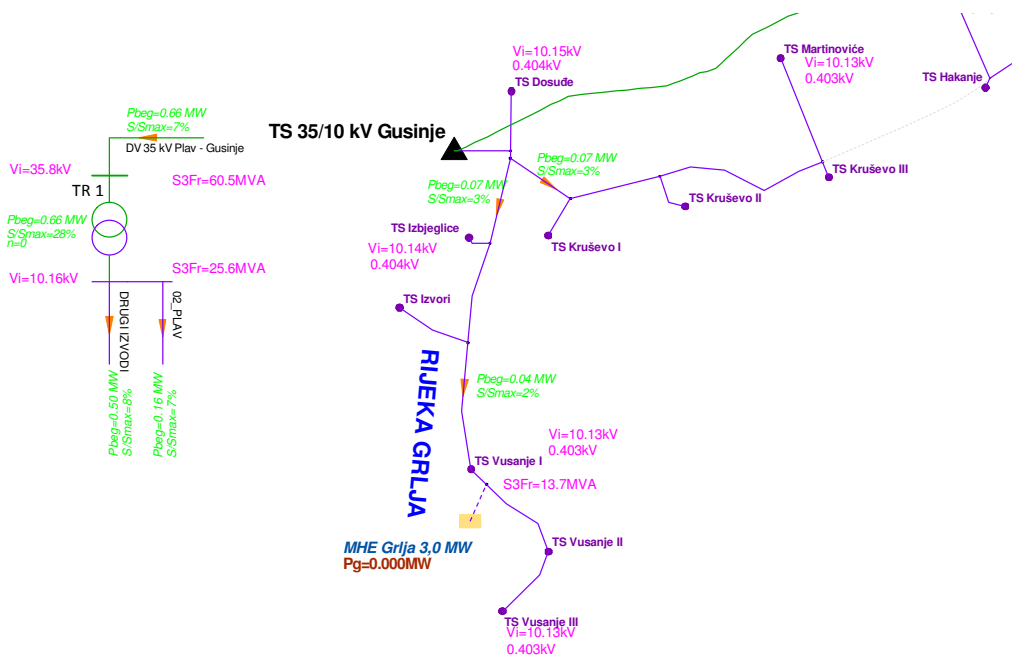 Pbeg=0.66 MW
S/Smax=7%
DV 35 kV Plav - Gusinje
Vi=35.8kV
S3Fr=60.5MVA
TR 1
Pbeg=0.66 MW
S/Smax=28%
n=0
S3Fr=25.6MVA
Vi=10.16kV
DRUGI IZVODI
02_PLAV
Pbeg=0.50 MW
S/Smax=8%
Pbeg=0.16 MW
S/Smax=7%
Vi=10.15kV
0.404kV
TS Dosuđe
TS 35/10 kV Gusinje
TS Martinoviće
Vi=10.13kV
0.403kV
TS Hakanje
Pbeg=0.07 MW
S/Smax=3%
Pbeg=0.07 MW
S/Smax=3%
TS Kruševo III
TS Kruševo II
TS Izbjeglice
TS Kruševo I
Vi=10.14kV
0.404kV
TS Izvori
RIJEKA GRLJA
Pbeg=0.04 MW
S/Smax=2%
Vi=10.13kV
0.403kV
TS Vusanje I
S3Fr=13.7MVA
MHE Grlja 3,0 MW
Pg=0.000MW
TS Vusanje II
TS Vusanje III
Vi=10.13kV
0.403kV